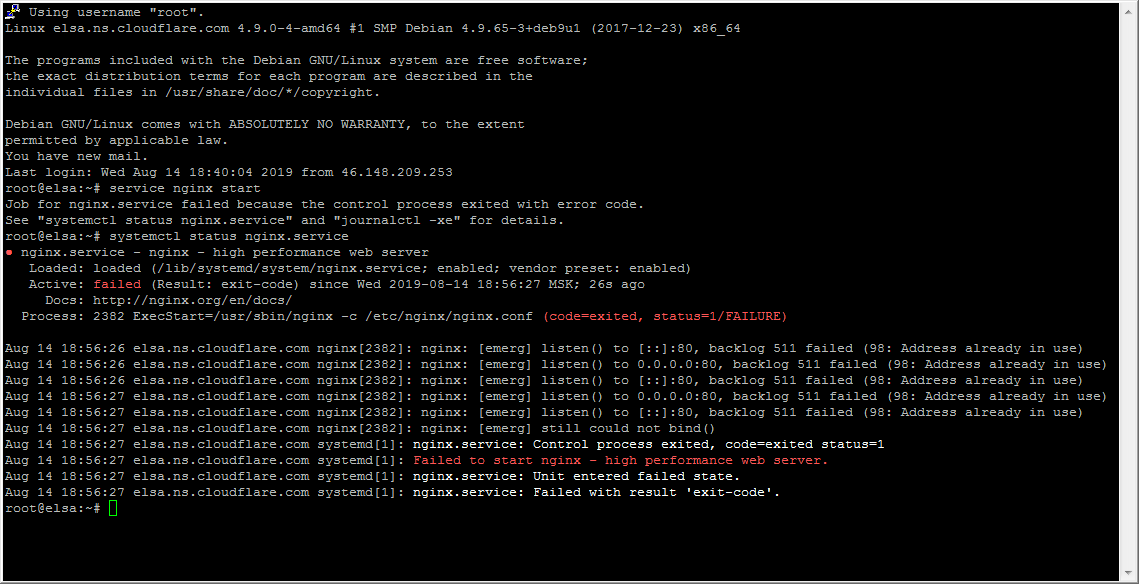 Using username "root".
Linux elsa.ns.cloudflare.com 4.9.0-4-amd64 #1 SMP Debian 4.9.65-3+deb9u1 (2017-12-23) x86_64
The programs included with the Debian GNU/Linux system are free software;
the exact distribution terms for each program are described in the
individual files in /usr/share/doc/*/copyright.
Debian GNU/Linux comes with ABSOLUTELY NO WARRANTY, to the extent
permitted by applicable law.
You have new mail.
Last login: Wed Aug 14 18:40:04 2019 from 46.148.209.253
root@elsa:~# service nginx start
Job for nginx.service failed because the control process exited with error code.
See "systemctl status nginx.service" and "journalctl -xe" for details.
root@elsa:~# systemctl status nginx.service
● nginx.service - nginx - high performance web server
Loaded: loaded (/lib/systemd/system/nginx.service; enabled; vendor preset: enabled)
Active: failed (Result: exit-code) since Wed 2019-08-14 18:56:27 MSK; 26s ago
Docs: http://nginx.org/en/docs/
Process: 2382 ExecStart=/usr/sbin/nginx -c /etc/nginx/nginx.conf (code=exited, status=1/FAILURE)
Aug 14 18:56:26 elsa.ns.cloudflare.com nginx[2382]: nginx: [emerg] listen() to [::]:80, backlog 511 failed (98: Address already in use)
Aug 14 18:56:26 elsa.ns.cloudflare.com nginx[2382]: nginx: [emerg] listen() to 0.0.0.0:80, backlog 511 failed (98: Address already in use)
Aug 14 18:56:26 elsa.ns.cloudflare.com nginx[2382]: nginx: [emerg] listen() to [::]:80, backlog 511 failed (98: Address already in use)
Aug 14 18:56:27 elsa.ns.cloudflare.com nginx[2382]: nginx: [emerg] listen() to 0.0.0.0:80, backlog 511 failed (98: Address already in use)
Aug 14 18:56:27 elsa.ns.cloudflare.com nginx[2382]: nginx: [emerg] listen() to [::]:80, backlog 511 failed (98: Address already in use)
Aug 14 18:56:27 elsa.ns.cloudflare.com nginx[2382]: nginx: [emerg] still could not bind()
Aug 14 18:56:27 elsa.ns.cloudflare.com systemd[1]: nginx.service: Control process exited, code=exited status=1
Aug 14 18:56:27 elsa.ns.cloudflare.com systemd[1]: Failed to start nginx - high performance web server.
Aug 14 18:56:27 elsa.ns.cloudflare.com systemd[1]: nginx.service: Unit entered failed state.
Aug 14 18:56:27 elsa.ns.cloudflare.com systemd[1]: nginx.service: Failed with result 'exit-code'.
root@elsa:~#